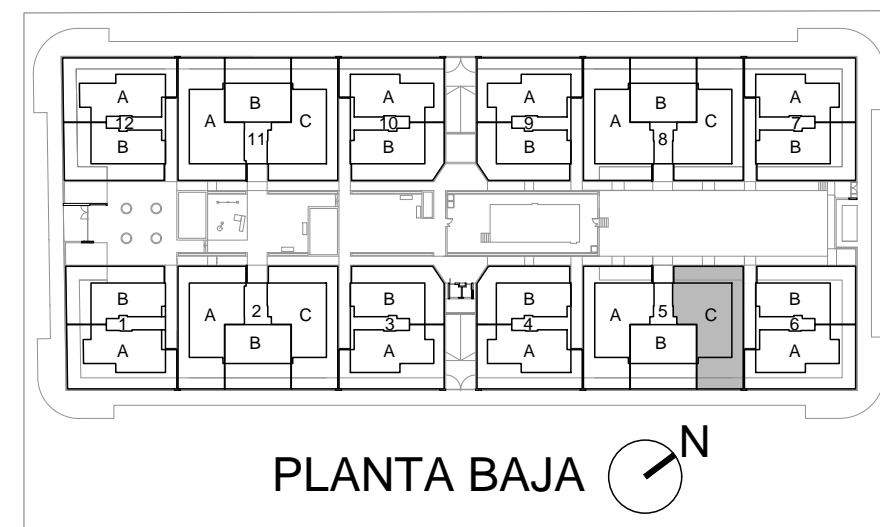 A B A A B A
12 A 11 C 10 9 A 8 C 7
B B B B
B B B B
1 A 2 C 3 4 A 5 C 6
A B A A B A
PLANTA BAJA N